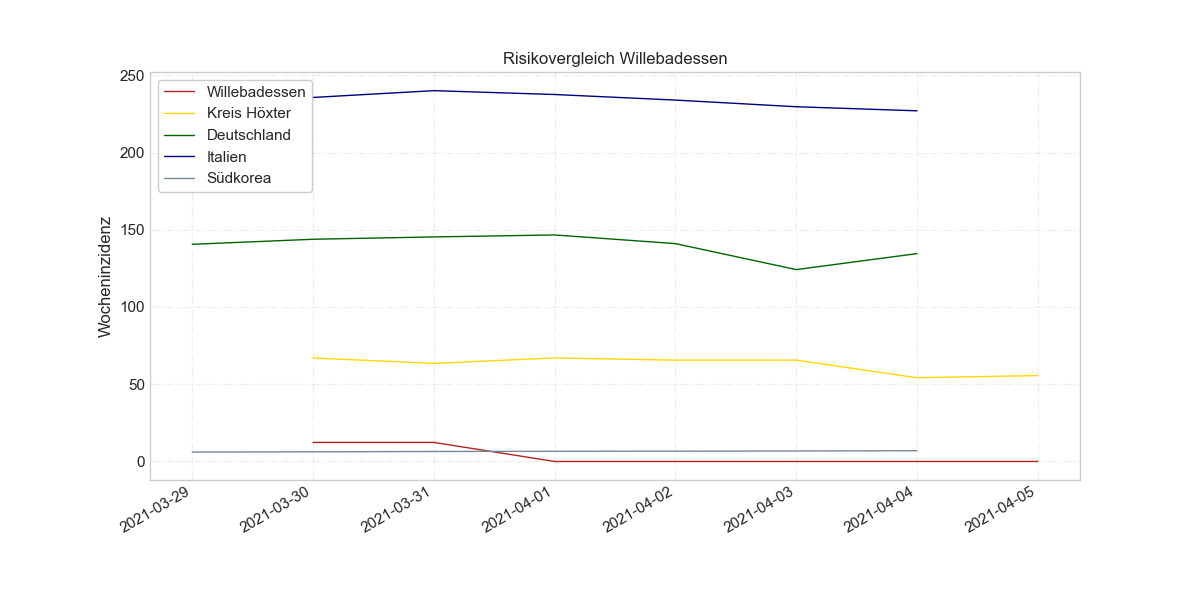 Risikovergleich Willebadessen
Willebadessen
Kreis Höxter
Deutschland
Italien
Südkorea
Wocheninzidenz
250
200
150
100
50
0
2021-03-29
2021-03-30
2021-03-31
2021-04-01
2021-04-02
2021-04-03
2021-04-04
2021-04-05